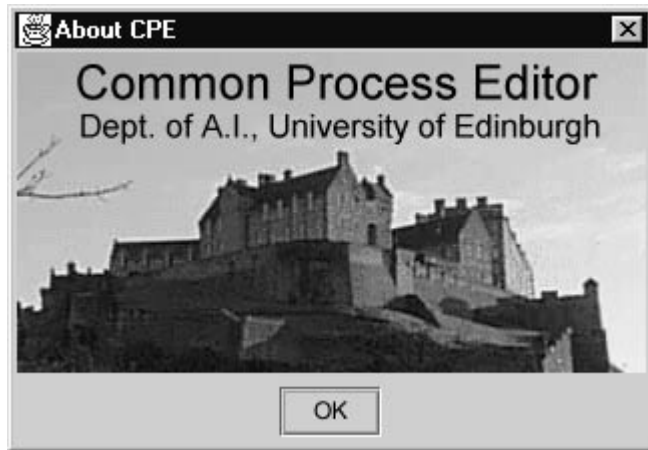 About CPE
Common Process Editor
Dept. of A.I., University of Edinburgh
OK